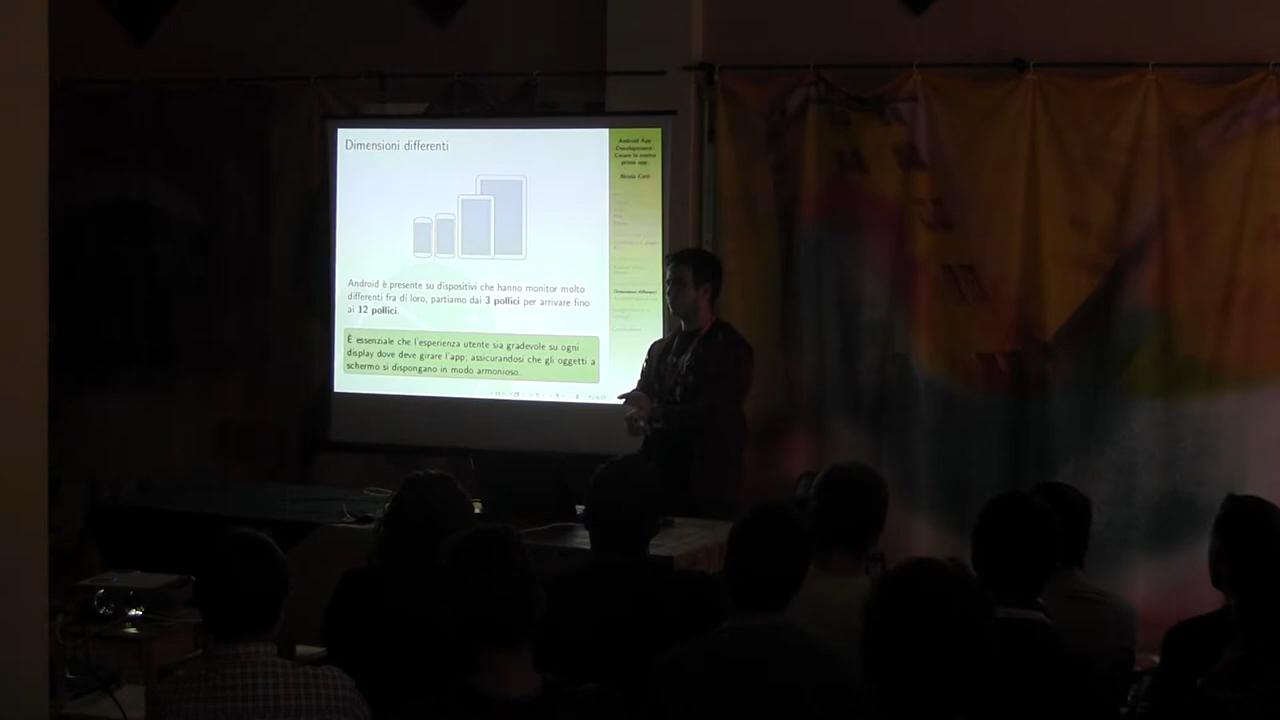 Dimensioni differenti
Android è presente su dispositivi che hanno monitor molto
differenti fra di loro, partiamo dai 3 pollici per arrivare fino
ai 12 pollici.
È essenziale che l'esperienza utente sia gradevole su ogni
display dove deve girare l'app; assicurandosi che gli oggetti a
schermo si dispongano in modo armonioso.
Android App
Development:
Creare la nostra
prima app.
Nicola Corti
Dimensioni differenti